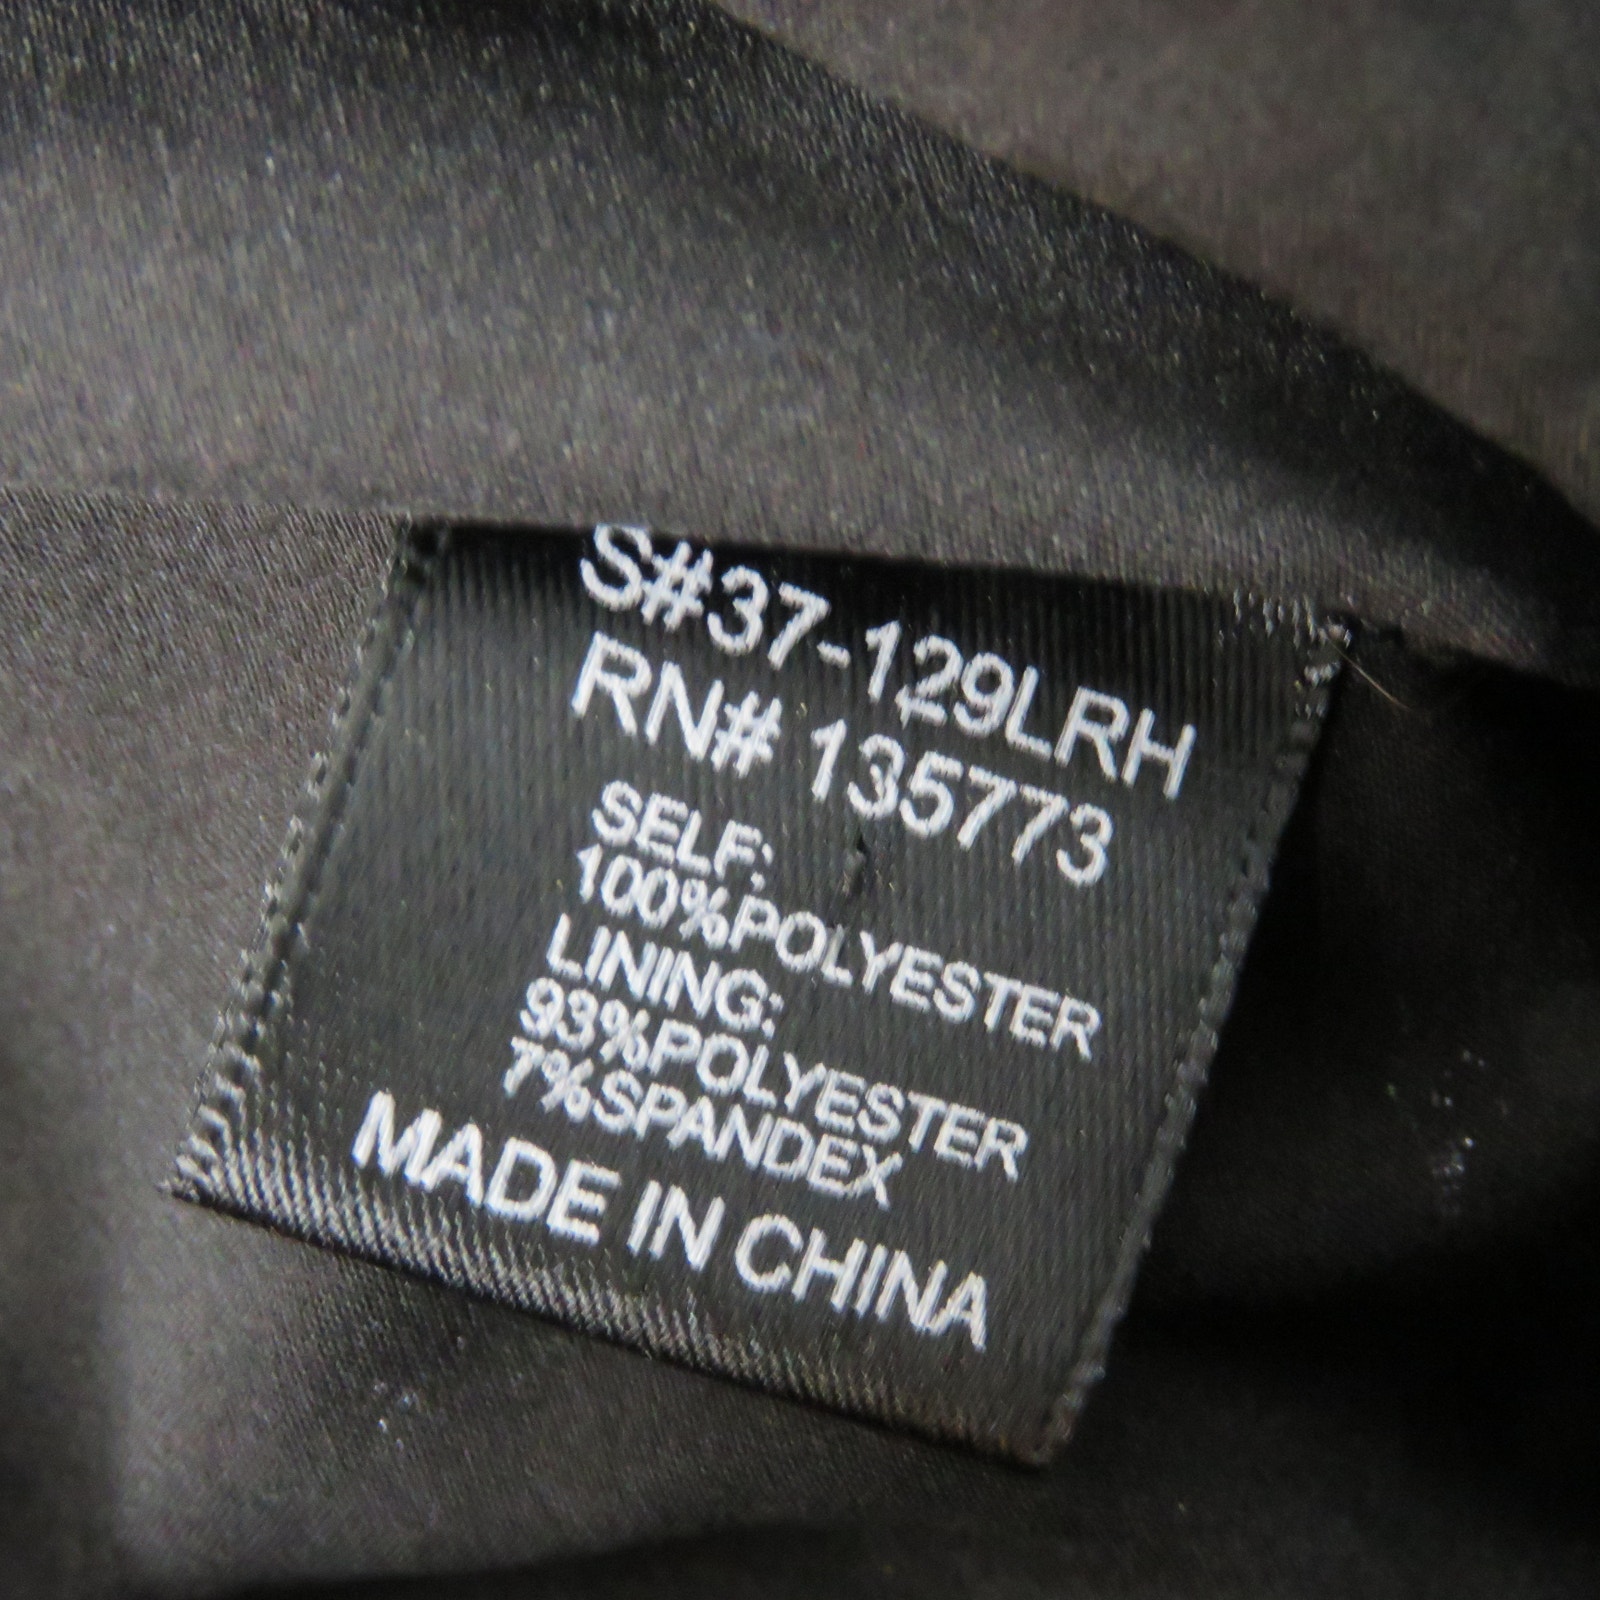 S#37-129LRH
RN# 135773
SELF:
100%POLYESTER
LINING:
93%POLYESTER
7%SPANDEX
MADE IN CHINA